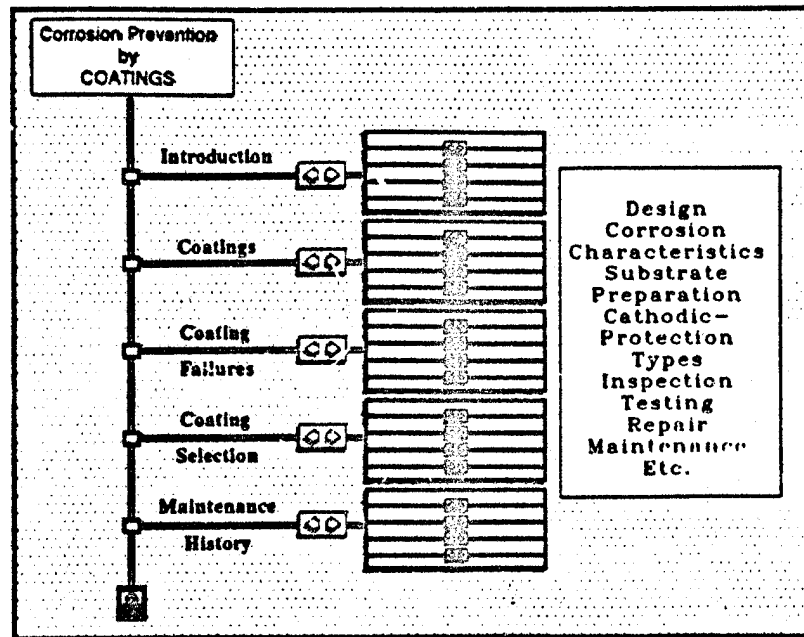 Corrosion Prevention
by
COATINGS
Introduction
Coatings
Coating
Failures
Coating
Selection
Maintenance
History
Design
Corrosion
Characteristics
Substrate
Preparation
Cathodic-
Protection
Types
Inspection
Testing
Repair
Maintenance
Etc.